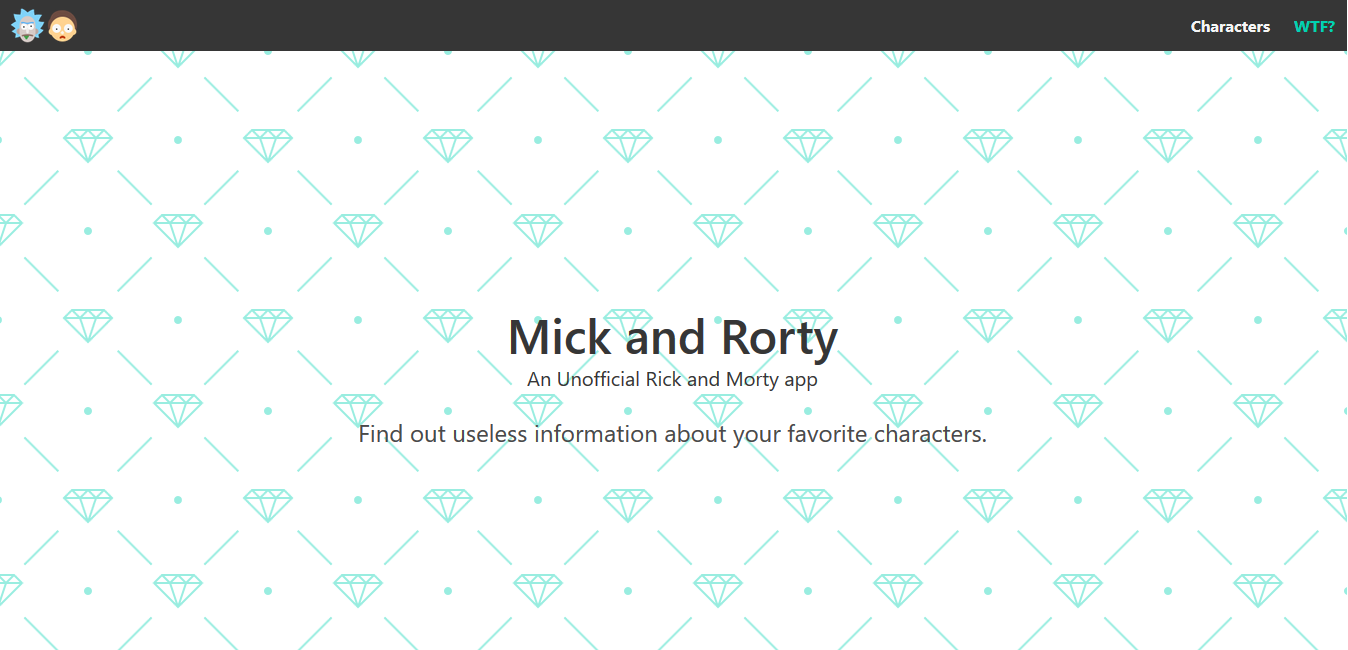 Characters WTF?
Mick and Rorty
An Unofficial Rick and Morty app
Find out useless information about your favorite characters.